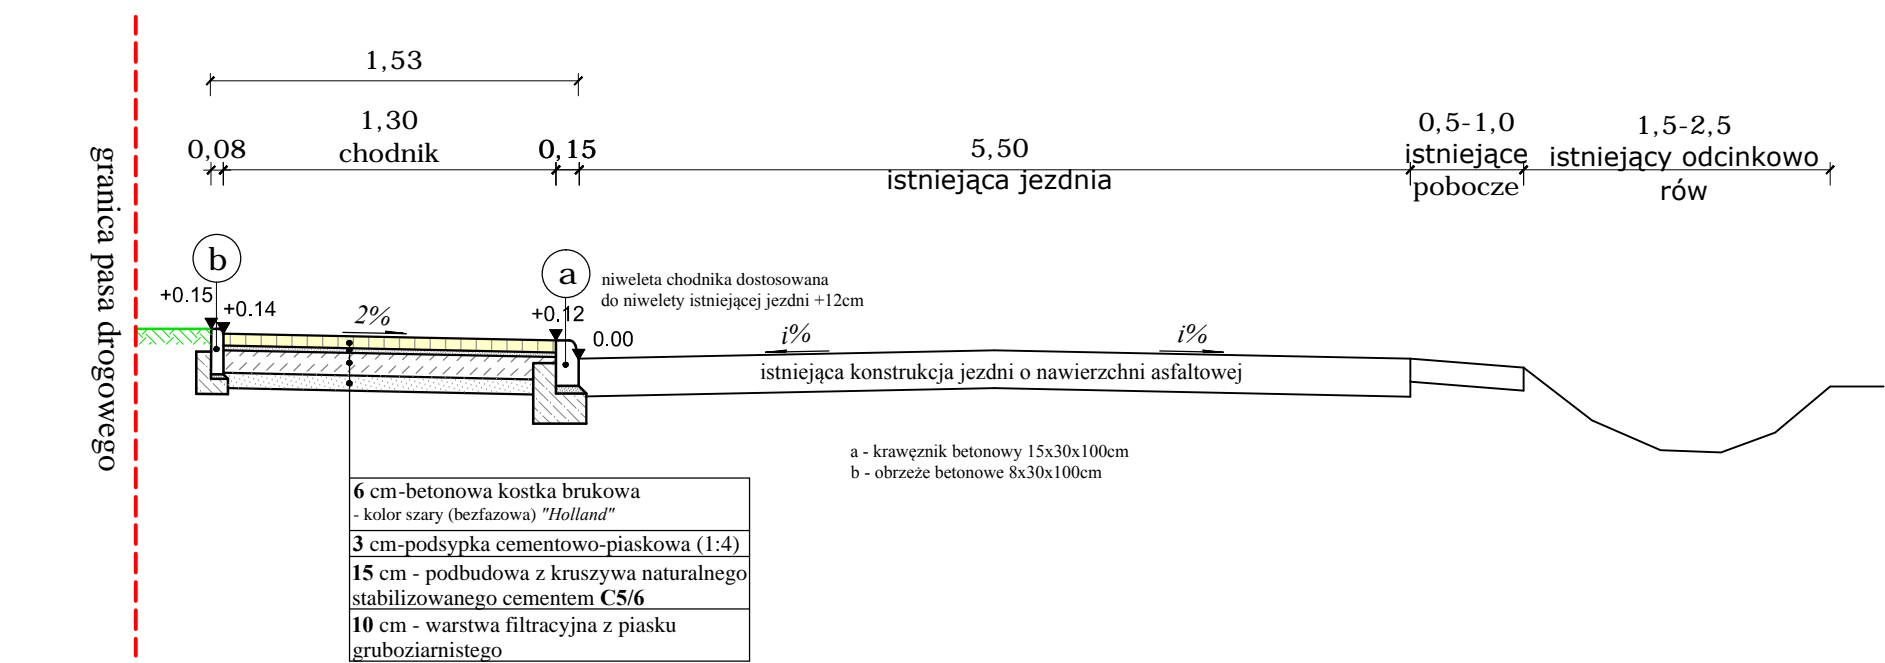 1,53
1,30
chodnik
0,08
0,15
5,50
istniejąca jezdnia
0,5-1,0
istniejące
pobocze
1,5-2,5
istniejący odcinkowo
rów
granica pasa drogowego
b
a
niweleta chodnika dostosowana
do niwelety istniejącej jezdni +12cm
+0.15
+0.14
2%
+0.12
0.00
i%
i%
istniejąca konstrukcja jezdni o nawierzchni asfaltowej
a - krawęznik betonowy 15x30x100cm
b - obrzeże betonowe 8x30x100cm
6 cm-betonowa kostka brukowa
- kolor szary (bezfazowa) "Holland"
3 cm-podsypka cementowo-piaskowa (1:4)
15 cm - podbudowa z kruszywa naturalnego
stabilizowanego cementem C5/6
10 cm - warstwa filtracyjna z piasku
gruboziarnistego